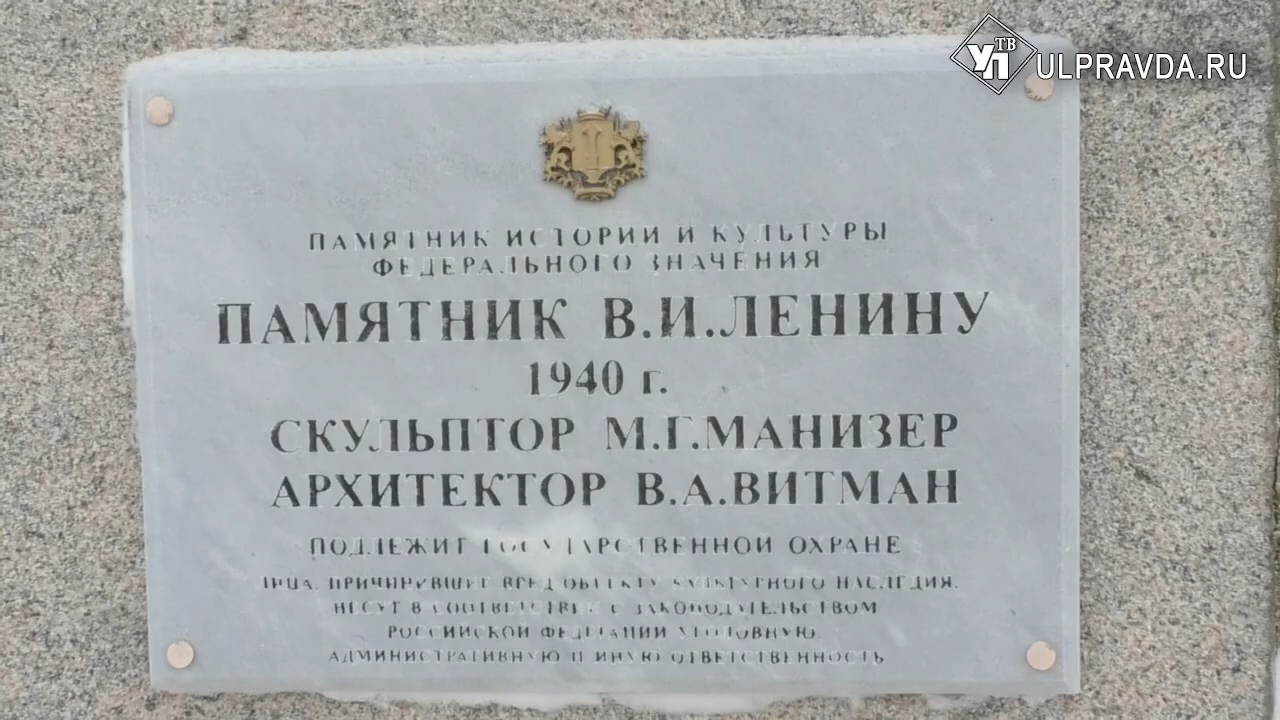 УП ТВ ULPRAVDA.RU
ПАМЯТНИК ИСТОРИИ И КУЛЬТУРЫ
ФЕДЕРАЛЬНОГО ЗНАЧЕНИЯ
ПАМЯТНИК В.И.ЛЕНИНУ
1940 г.
СКУЛЬПТОР М.Г.МАНИЗЕР
АРХИТЕКТОР В.А.ВИТМАН
ПОДЛЕЖИТ ГОСУДАРСТВЕННОЙ ОХРАНЕ
ЛИЦА, ПРИЧИНИВШИЕ ВРЕД ОБЪЕКТУ КУЛЬТУРНОГО НАСЛЕДИЯ,
НЕСУТ В СООТВЕТСТВИИ С ЗАКОНОДАТЕЛЬСТВОМ
РОССИЙСКОЙ ФЕДЕРАЦИИ УГОЛОВНУЮ,
АДМИНИСТРАТИВНУЮ И ИНУЮ ОТВЕТСТВЕННОСТЬ